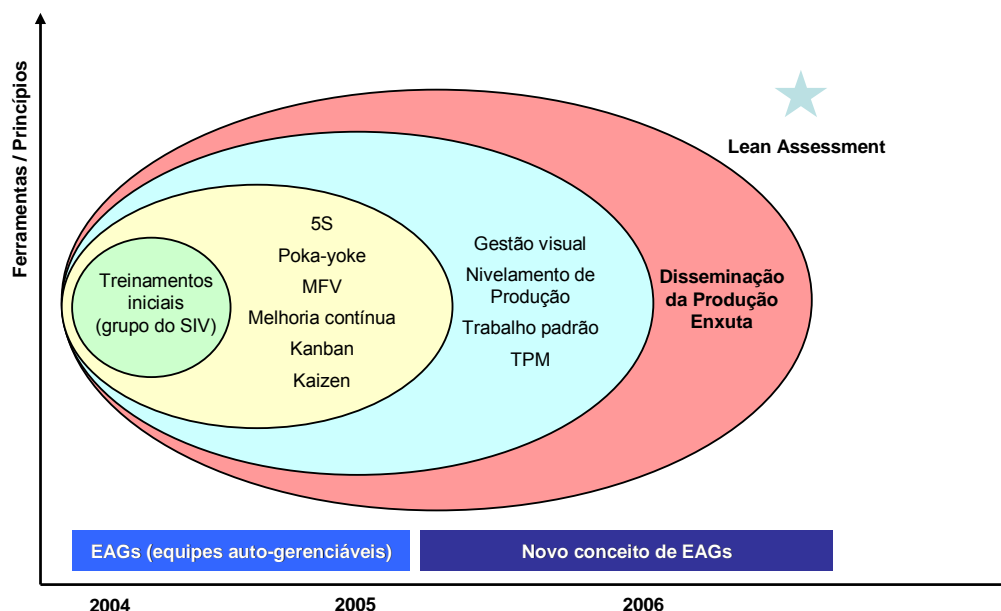 Ferramentas / Princípios
Lean Assessment
Treinamentos
iniciais
(grupo do SIV)
5S
Poka-yoke
MFV
Melhoria contínua
Kanban
Kaizen
Gestão visual
Nivelamento de
Produção
Trabalho padrão
TPM
Disseminação
da Produção
Enxuta
EAGs (equipes auto-gerenciáveis)
Novo conceito de EAGs
2004
2005
2006